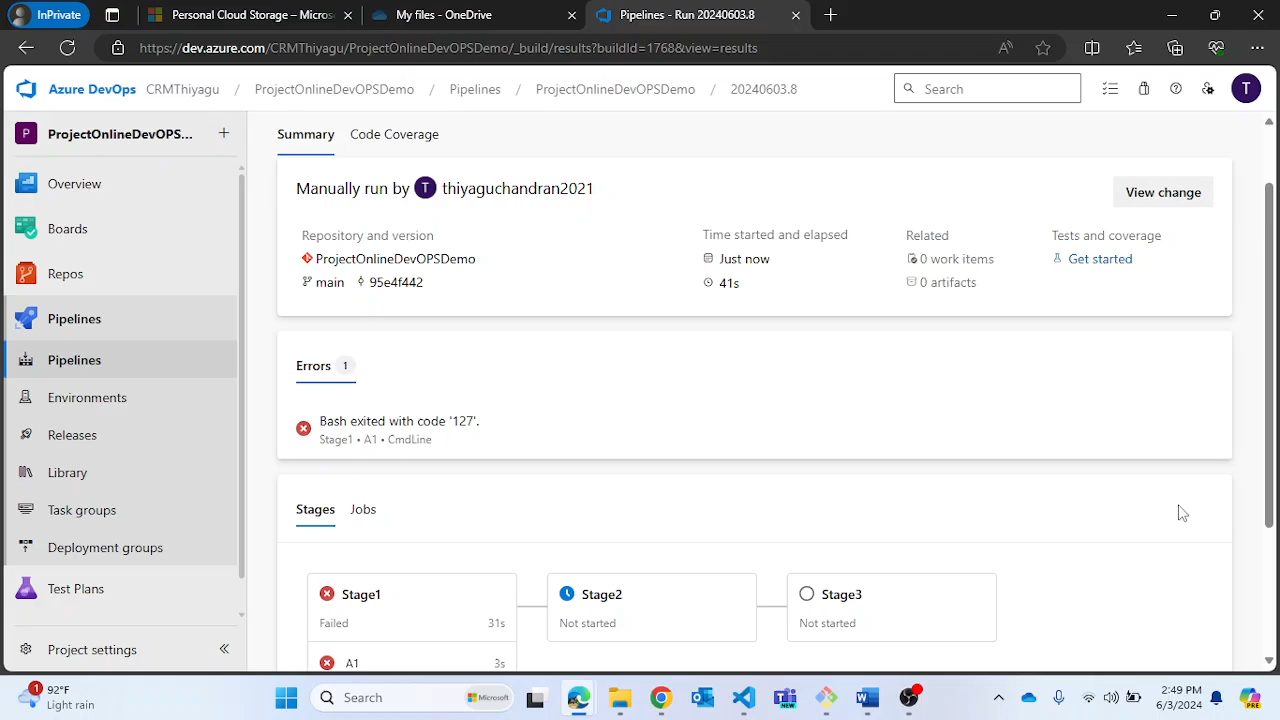 InPrivate
Personal Cloud Storage – Micros
My files - OneDrive
Pipelines - Run 20240603.8
https://dev.azure.com/CRMThiyagu/ProjectOnlineDevOPSDemo/_build/results?buildId=1768&view=results
Azure DevOps CRMThiyagu / ProjectOnlineDevOPSDemo / Pipelines / ProjectOnlineDevOPSDemo / 20240603.8
Search
T
P ProjectOnlineDevOPS...
Overview
Boards
Repos
Pipelines
Pipelines
Environments
Releases
Library
Task groups
Deployment groups
Test Plans
Project settings
Summary Code Coverage
Manually run by T thiyaguchandran2021
View change
Repository and version
ProjectOnlineDevOPSDemo
main 95e4f442
Time started and elapsed
Just now
41s
Related
0 work items
0 artifacts
Tests and coverage
Get started
Errors 1
Bash exited with code '127'.
Stage1 • A1 • CmdLine
Stages Jobs
Stage1
Failed 31s
A1 3s
Stage2
Not started
Stage3
Not started
1
92°F
Light rain
Search
Microsoft
NEW
PRE
2:49 PM
6/3/2024